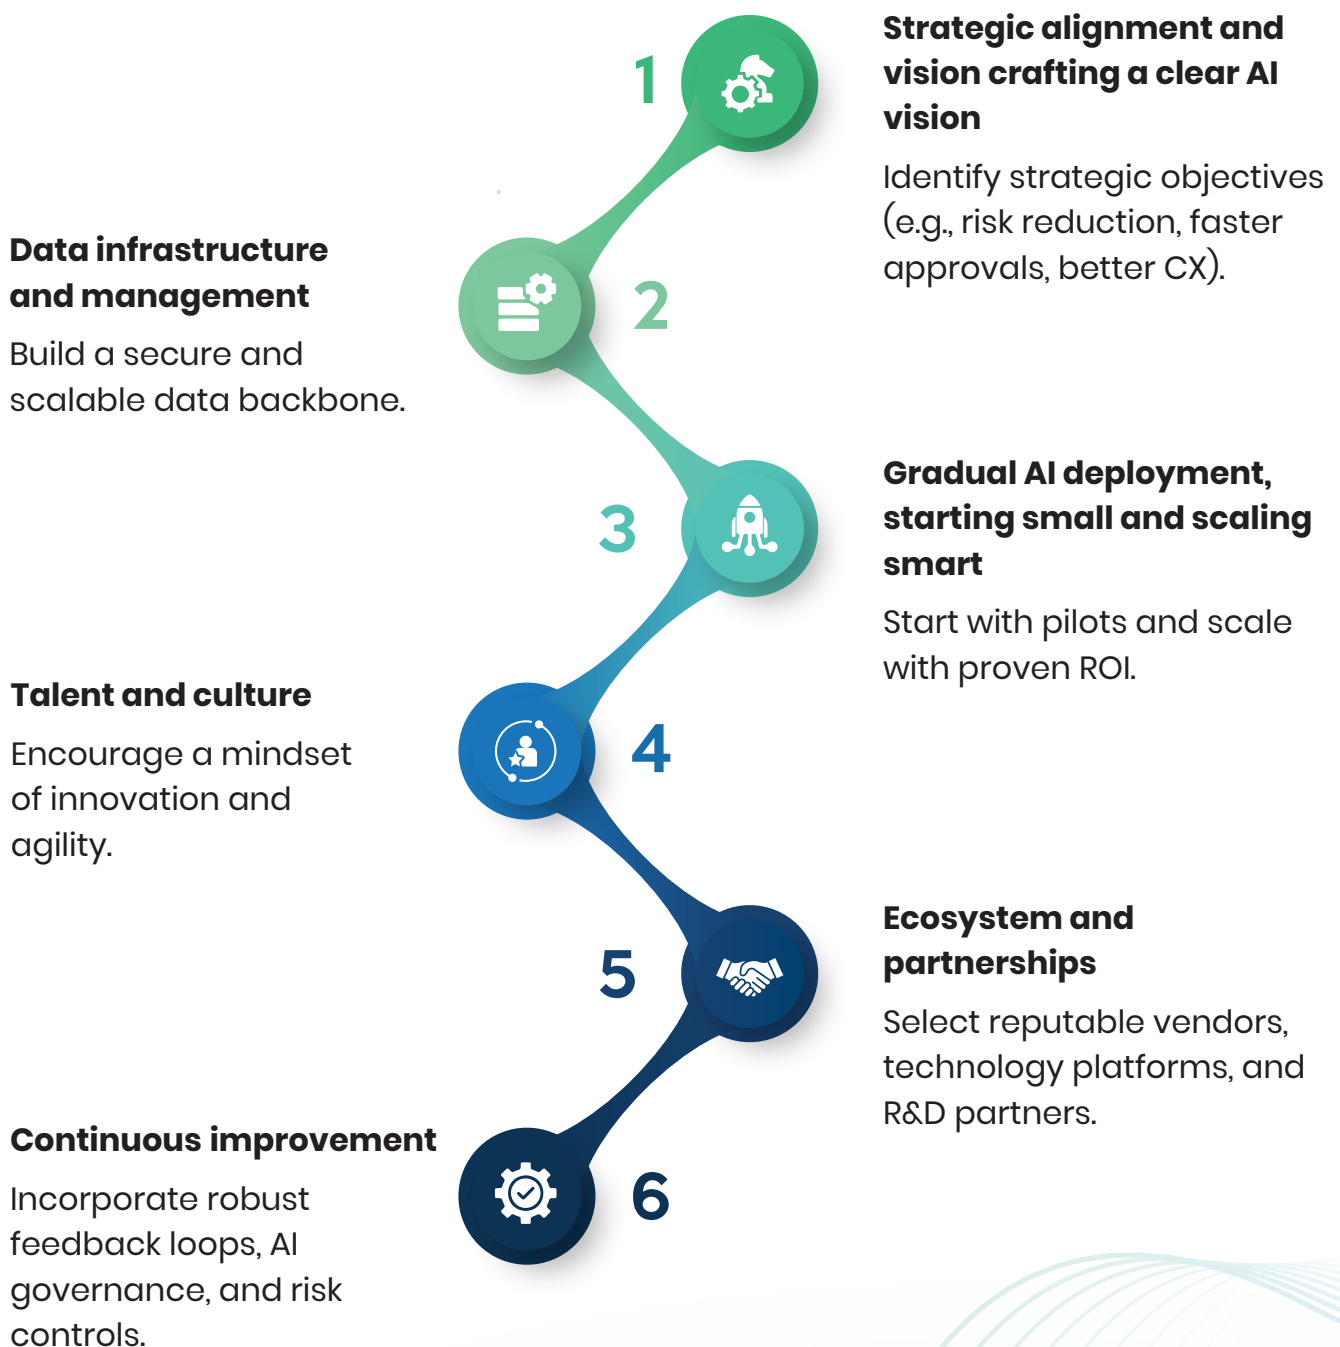 1
Strategic alignment and
vision crafting a clear AI
vision
Identify strategic objectives
(e.g., risk reduction, faster
approvals, better CX).
2
Data infrastructure
and management
Build a secure and
scalable data backbone.
3
Gradual AI deployment,
starting small and scaling
smart
Start with pilots and scale
with proven ROI.
4
Talent and culture
Encourage a mindset
of innovation and
agility.
5
Ecosystem and
partnerships
Select reputable vendors,
technology platforms, and
R&D partners.
6
Continuous improvement
Incorporate robust
feedback loops, AI
governance, and risk
controls.